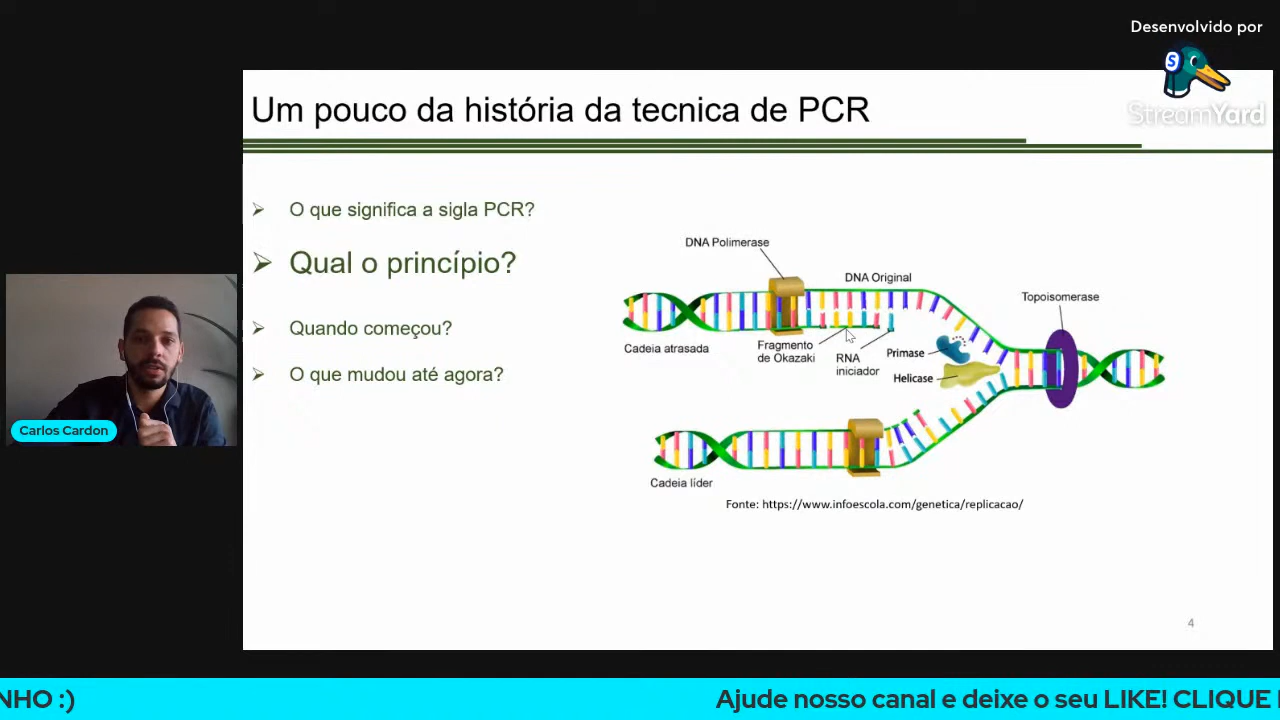 Desenvolvido por
S
StreamYard
Um pouco da história da tecnica de PCR
O que significa a sigla PCR?
Qual o princípio?
Quando começou?
O que mudou até agora?
DNA Polimerase
DNA Original
Topoisomerase
Cadeia atrasada
Fragmento
de Okazaki
RNA
iniciador
Primase
Helicase
Cadeia líder
Fonte: https://www.infoescola.com/genetica/replicacao/
4
Carlos Cardon
NHO :)
Ajude nosso canal e deixe o seu LIKE! CLIQUE